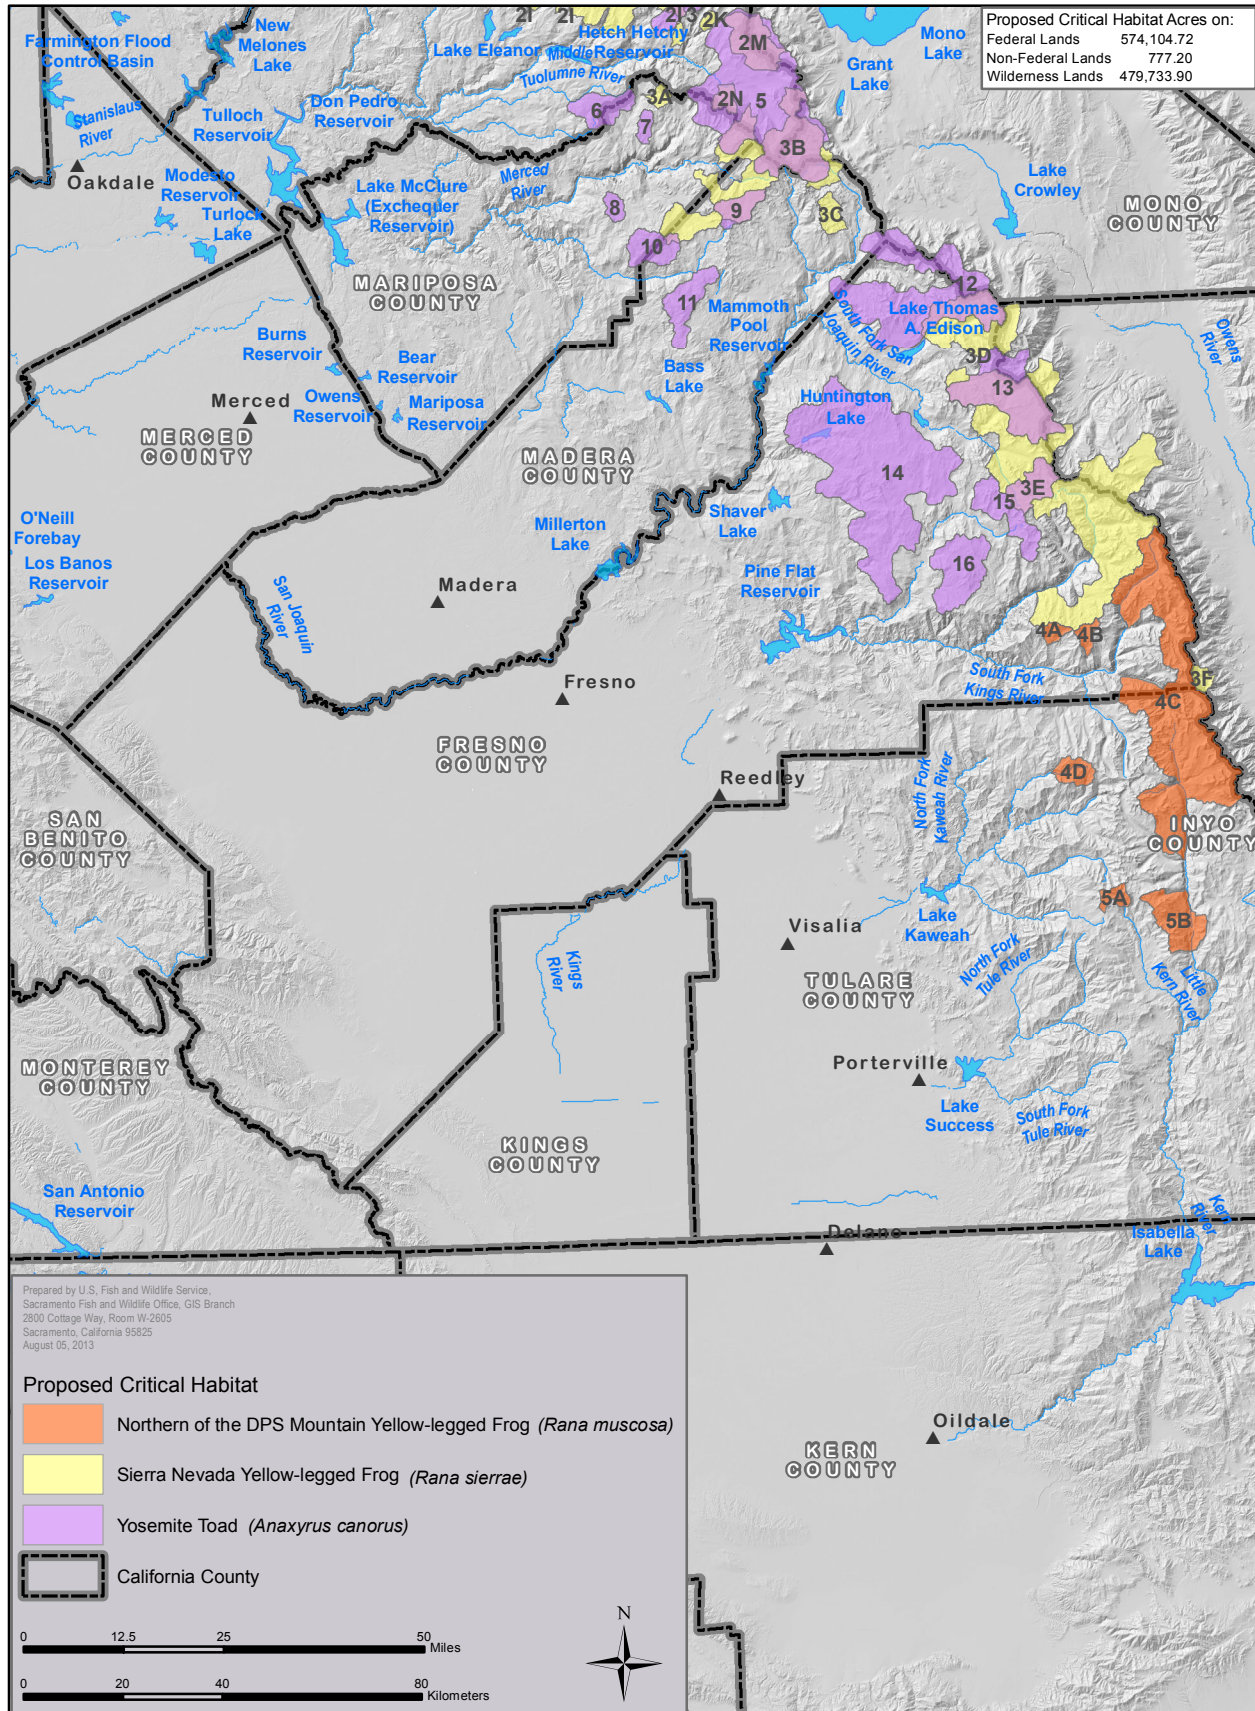 Proposed Critical Habitat Acres on:
Federal Lands 574,104.72
Non-Federal Lands 777.20
Wilderness Lands 479,733.90
2I
2I
2I
3
2K
2M
New
Melones
Lake
Farmington Flood
Control Basin
Lake Eleanor
Hetch Hetchy
Reservoir
Middle
Tuolumne River
Mono
Lake
Grant
Lake
Stanislaus
River
Tulloch
Reservoir
Don Pedro
Reservoir
6
3A
7
2N
5
3B
Oakdale
Modesto
Reservoir
Turlock
Lake
Lake McClure
(Exchequer
Reservoir)
Merced
River
8
9
3C
10
11
Lake
Crowley
MONO
COUNTY
MARIPOSA
COUNTY
12
Mammoth
Pool
Reservoir
South Fork San
Joaquin River
Lake Thomas
A. Edison
Owens
River
Burns
Reservoir
Bear
Reservoir
Owens
Reservoir
Mariposa
Reservoir
Bass
Lake
3D
13
Huntington
Lake
Merced
MERCED
COUNTY
MADERA
COUNTY
14
15
3E
16
O'Neill
Forebay
Los Banos
Reservoir
Millerton
Lake
Shaver
Lake
Pine Flat
Reservoir
San Joaquin
River
Madera
4A
4B
South Fork
Kings River
3F
4C
Fresno
FRESNO
COUNTY
Reedley
North Fork
Kaweah River
4D
SAN
BENITO
COUNTY
INYO
COUNTY
5A
5B
Visalia
Lake
Kaweah
Kings
River
TULARE
COUNTY
North Fork
Tule River
Little
Kern River
MONTEREY
COUNTY
Porterville
Lake
Success
South Fork
Tule River
KINGS
COUNTY
San Antonio
Reservoir
Delano
Kern
River
Isabella
Lake
Oildale
KERN
COUNTY
Prepared by U.S. Fish and Wildlife Service,
Sacramento Fish and Wildlife Office, GIS Branch
2800 Cottage Way, Room W-2605
Sacramento, California 95825
August 05, 2013
Proposed Critical Habitat
Northern of the DPS Mountain Yellow-legged Frog (Rana muscosa)
Sierra Nevada Yellow-legged Frog (Rana sierrae)
Yosemite Toad (Anaxyrus canorus)
California County
N
0 12.5 25 50 Miles
0 20 40 80 Kilometers